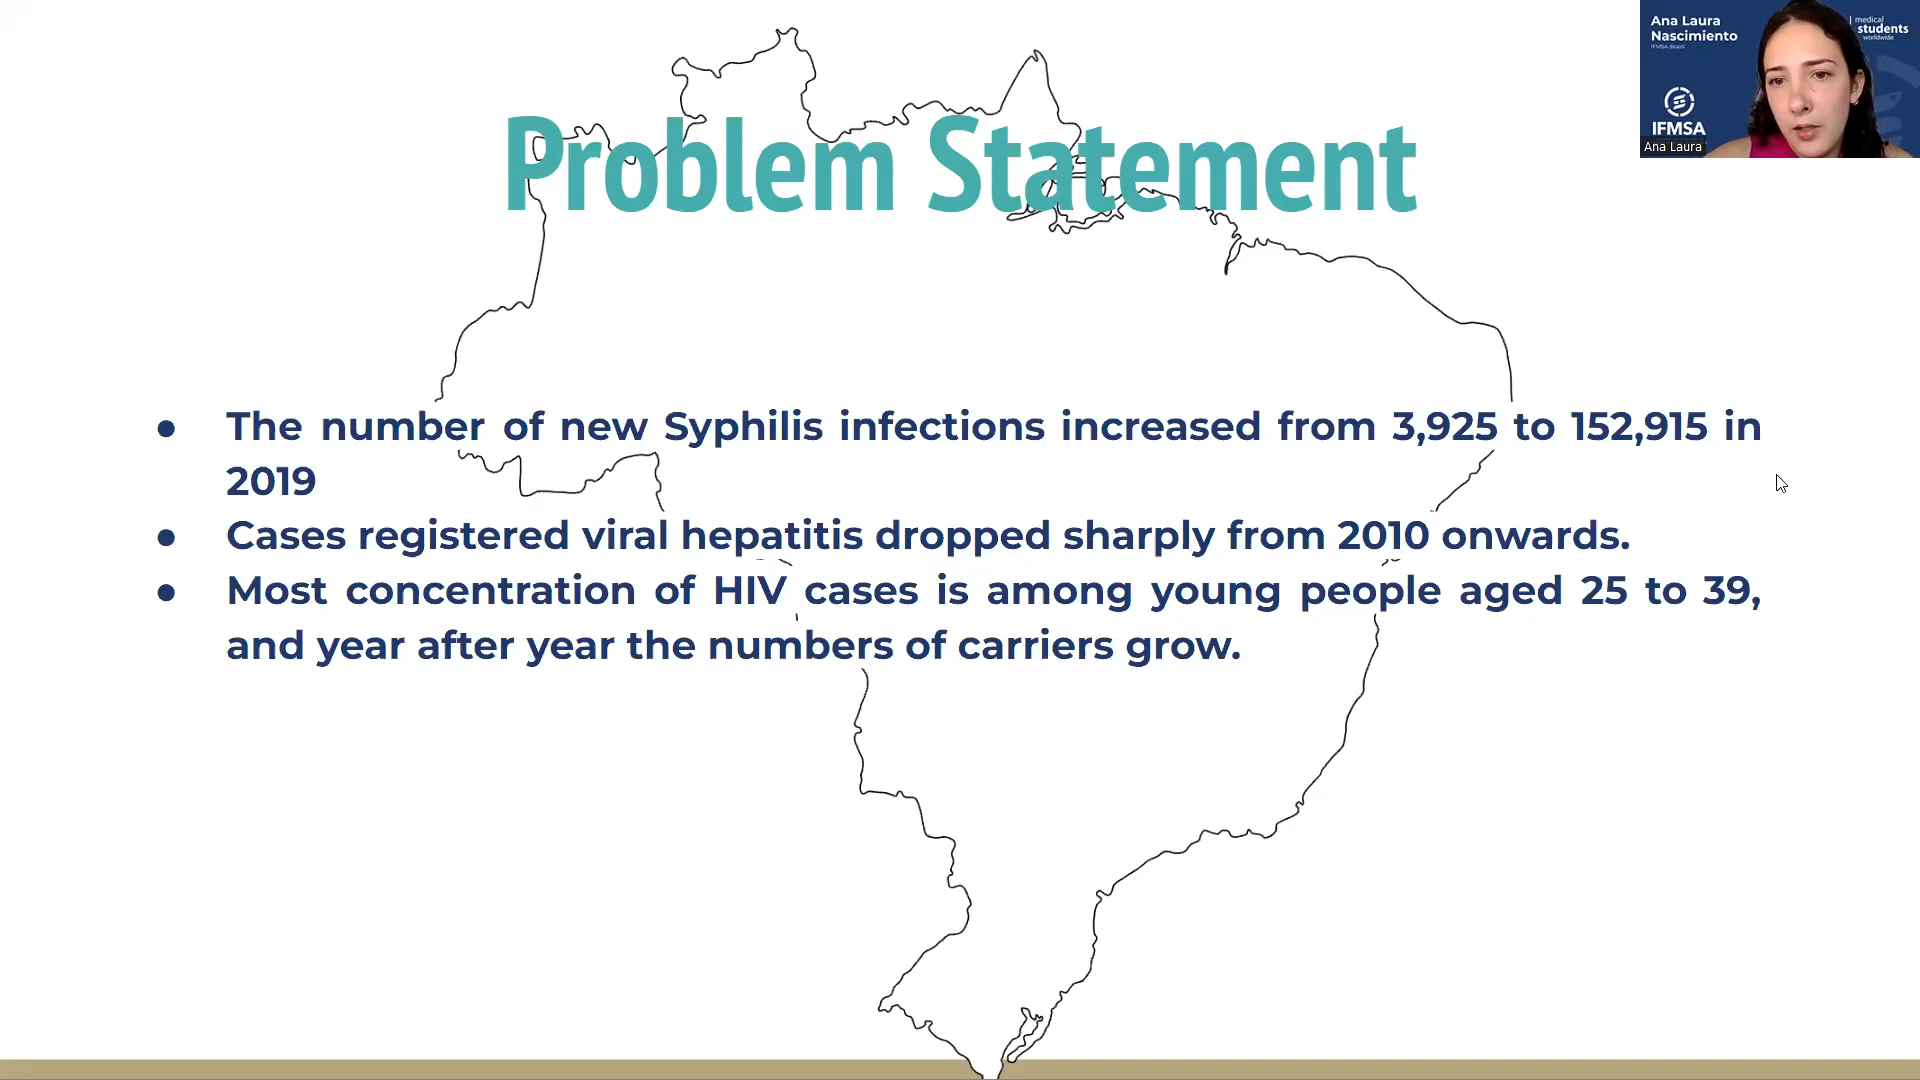 Problem Statement
● The number of new Syphilis infections increased from 3,925 to 152,915 in
2019
● Cases registered viral hepatitis dropped sharply from 2010 onwards.
● Most concentration of HIV cases is among young people aged 25 to 39,
and year after year the numbers of carriers grow.
Ana Laura
Nascimiento
IFMSA Brazil
medical
students
worldwide
IFMSA
Ana Laura